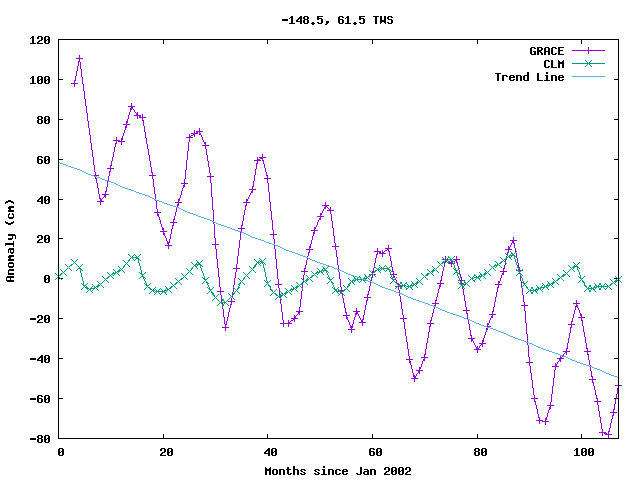 -148.5, 61.5 TWS
GRACE
CLM
Trend Line
120
100
80
60
40
20
0
-20
-40
-60
-80
Anomaly (cm)
0 20 40 60 80 100
Months since Jan 2002